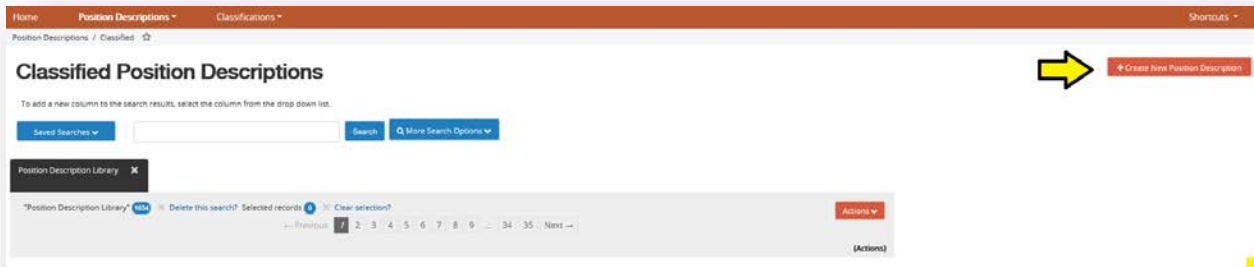 Home Position Descriptions Classifications Shortcuts
Position Descriptions / Classified
Classified Position Descriptions
+ Create New Position Description
To add a new column to the search results, select the column from the drop down list.
Saved Searches Search More Search Options
Position Description Library X
"Position Description Library" 1654 X Delete this search? Selected records 0 X Clear selection?
← Previous 1 2 3 4 5 6 7 8 9 … 34 35 Next →
Actions
(Actions)